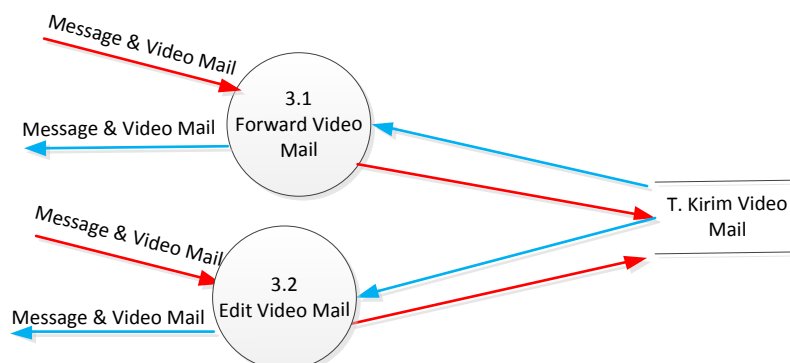 Message & Video Mail
3.1
Forward Video
Mail
Message & Video Mail
T. Kirim Video
Mail
Message & Video Mail
3.2
Edit Video Mail
Message & Video Mail